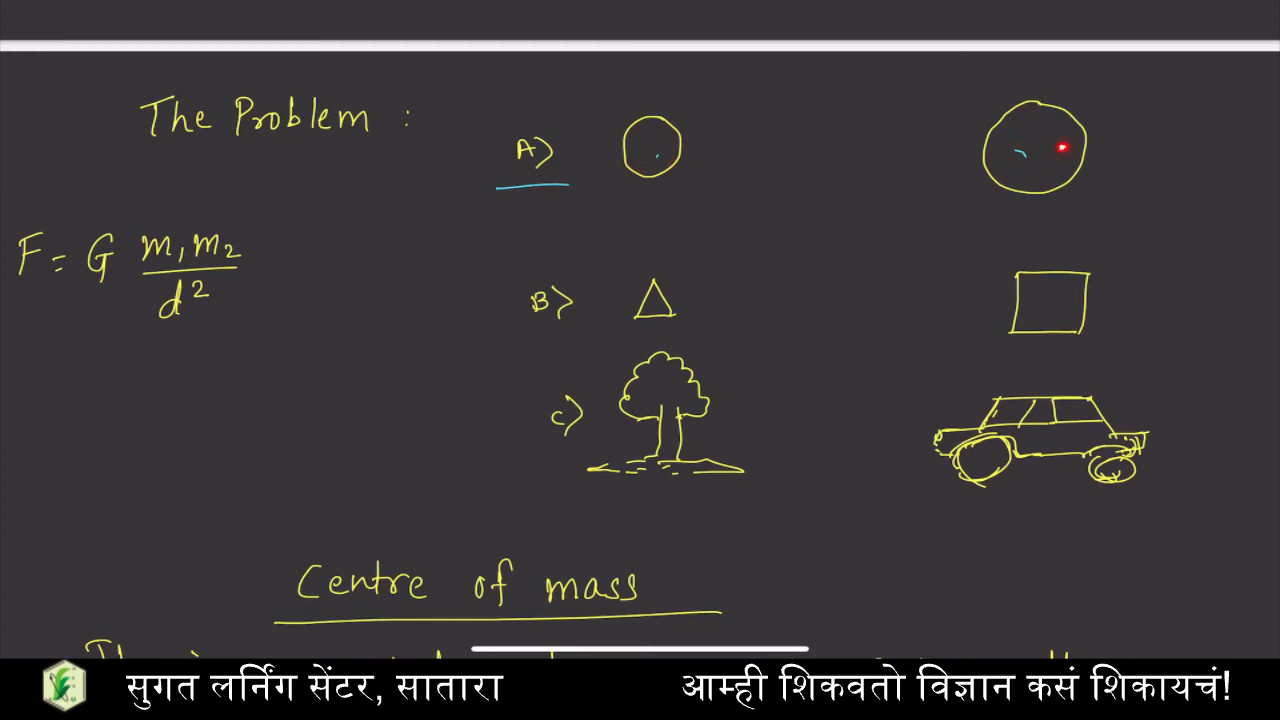 The Problem :
A>
F = G m₁m₂ / d²
B>
C>
Centre of mass
सुगत लर्निंग सेंटर, सातारा
आम्ही शिकवतो विज्ञान कसं शिकायचं!